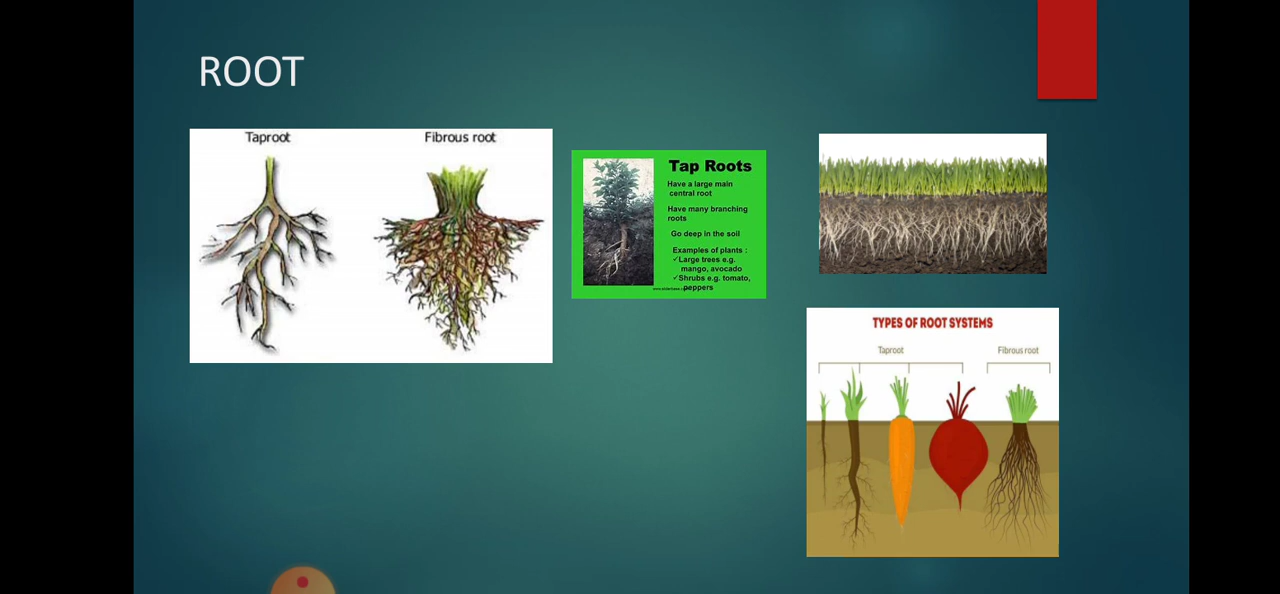 ROOT
Taproot
Fibrous root
Tap Roots
Have a large main
central root
Have many branching
roots
Go deep in the soil
Examples of plants :
✓Large trees e.g.
mango, avocado
✓Shrubs e.g. tomato,
peppers
TYPES OF ROOT SYSTEMS
Taproot
Fibrous root